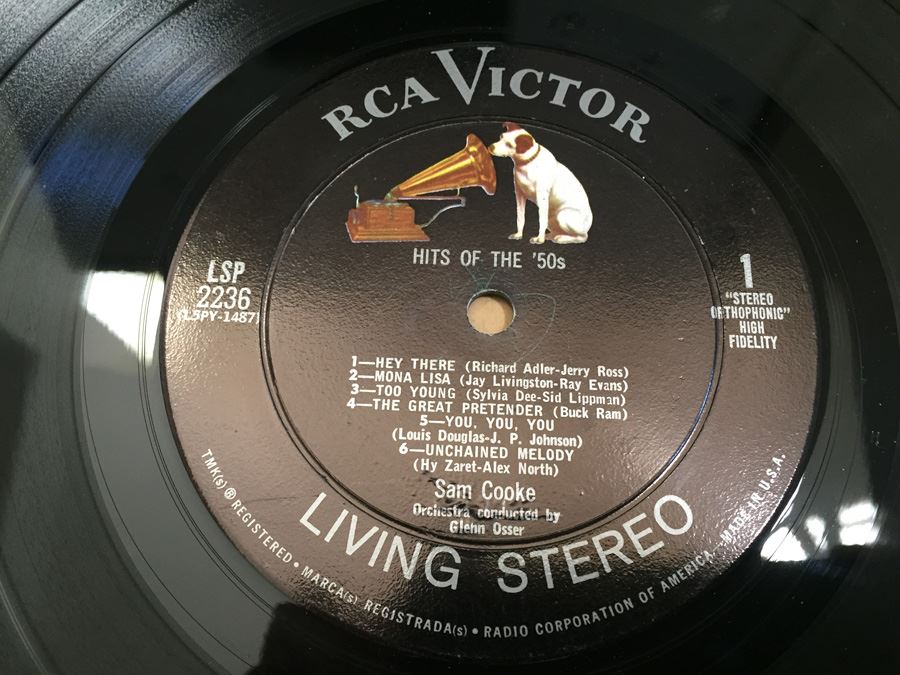 RCA VICTOR
HITS OF THE '50s
LSP
2236
(L5PY-1487)
1
"STEREO
ORTHOPHONIC"
HIGH
FIDELITY
1—HEY THERE (Richard Adler-Jerry Ross)
2—MONA LISA (Jay Livingston-Ray Evans)
3—TOO YOUNG (Sylvia Dee-Sid Lippman)
4—THE GREAT PRETENDER (Buck Ram)
5—YOU, YOU, YOU
(Louis Douglas-J. P. Johnson)
6—UNCHAINED MELODY
(Hy Zaret-Alex North)
Sam Cooke
Orchestra conducted by
Glenn Osser
LIVING STEREO
TMK(s) ® REGISTERED • MARCA(s) REGISTRADA(s) • RADIO CORPORATION OF AMERICA—MADE IN U.S.A.